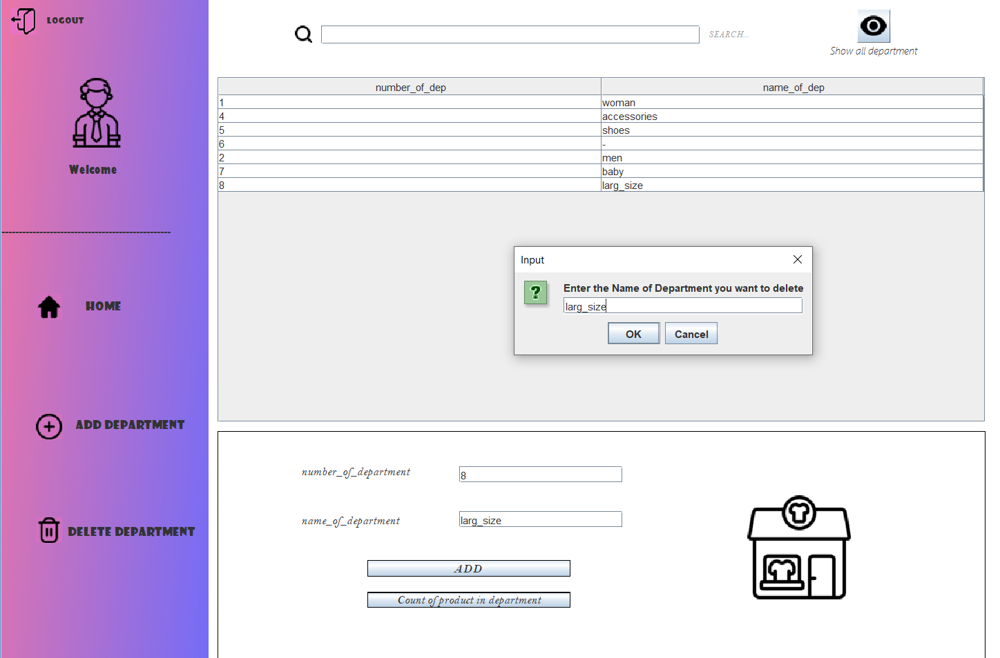 LOGOUT
SEARCH...
Show all department
Welcome
--------------------------------------------------
HOME
ADD DEPARTMENT
DELETE DEPARTMENT
number_of_dep name_of_dep
1 woman
4 accessories
5 shoes
6 -
2 men
7 baby
8 larg_size
Input
? Enter the Name of Department you want to delete
larg_size
OK Cancel
number_of_department 8
name_of_department larg_size
ADD
Count of product in department